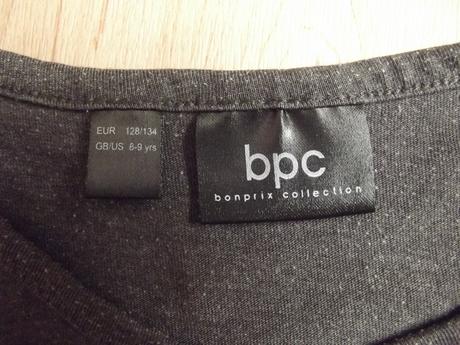 EUR 128/134
GB/US 8-9 yrs
bpc
bonprix collection